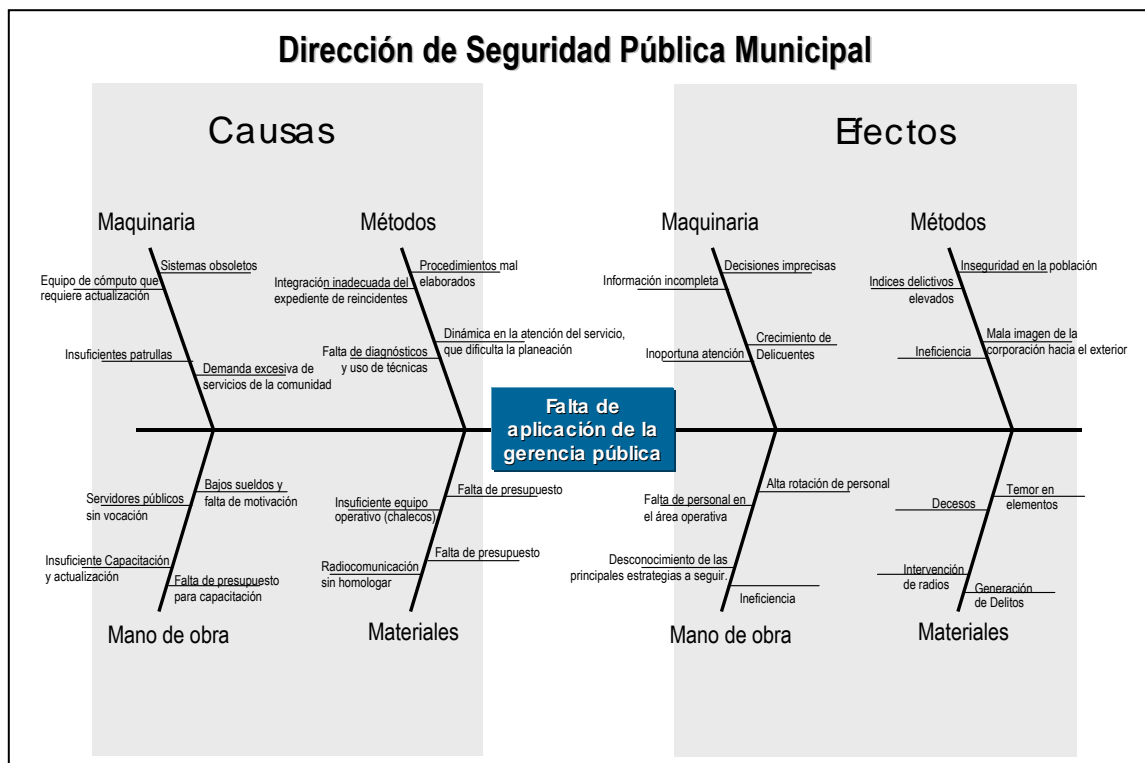 Dirección de Seguridad Pública Municipal
Causas
Efectos
Maquinaria
Métodos
Sistemas obsoletos
Equipo de cómputo que
requiere actualización
Insuficientes patrullas
Demanda excesiva de
servicios de la comunidad
Procedimientos mal
elaborados
Integración inadecuada del
expediente de reincidentes
Dinámica en la atención del servicio,
que dificulta la planeación
Falta de diagnósticos
y uso de técnicas
Maquinaria
Métodos
Decisiones imprecisas
Información incompleta
Crecimiento de
Delicuentes
Inoportuna atención
Inseguridad en la población
Indices delictivos
elevados
Mala imagen de la
corporación hacia el exterior
Ineficiencia
Falta de
aplicación de la
gerencia pública
Bajos sueldos y
falta de motivación
Servidores públicos
sin vocación
Insuficiente Capacitación
y actualización
Falta de presupuesto
para capacitación
Mano de obra
Falta de presupuesto
Insuficiente equipo
operativo (chalecos)
Falta de presupuesto
Radiocomunicación
sin homologar
Materiales
Alta rotación de personal
Falta de personal en
el área operativa
Desconocimiento de las
principales estrategias a seguir.
Ineficiencia
Mano de obra
Temor en
elementos
Decesos
Intervención
de radios
Generación
de Delitos
Materiales